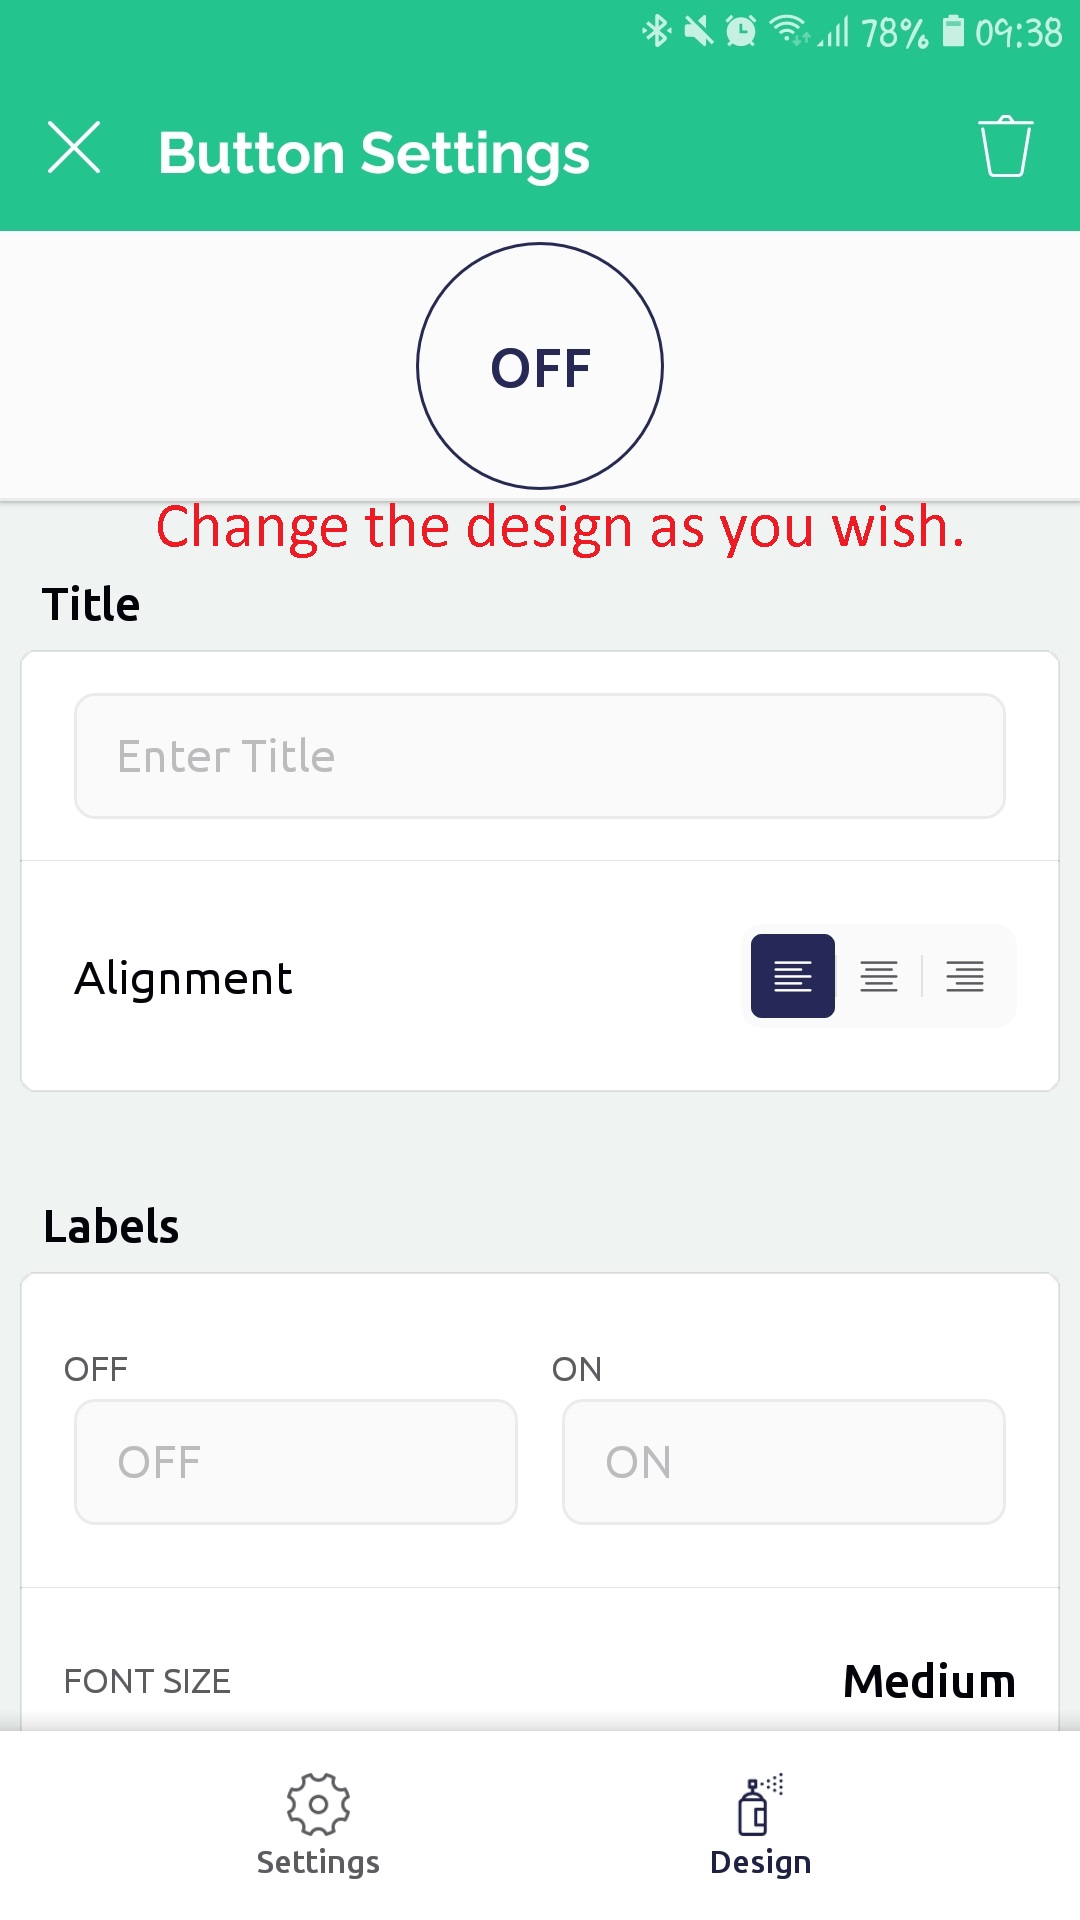 78% 09:38
Button Settings
OFF
Change the design as you wish.
Title
Enter Title
Alignment
Labels
OFF ON
OFF ON
FONT SIZE Medium
Settings Design